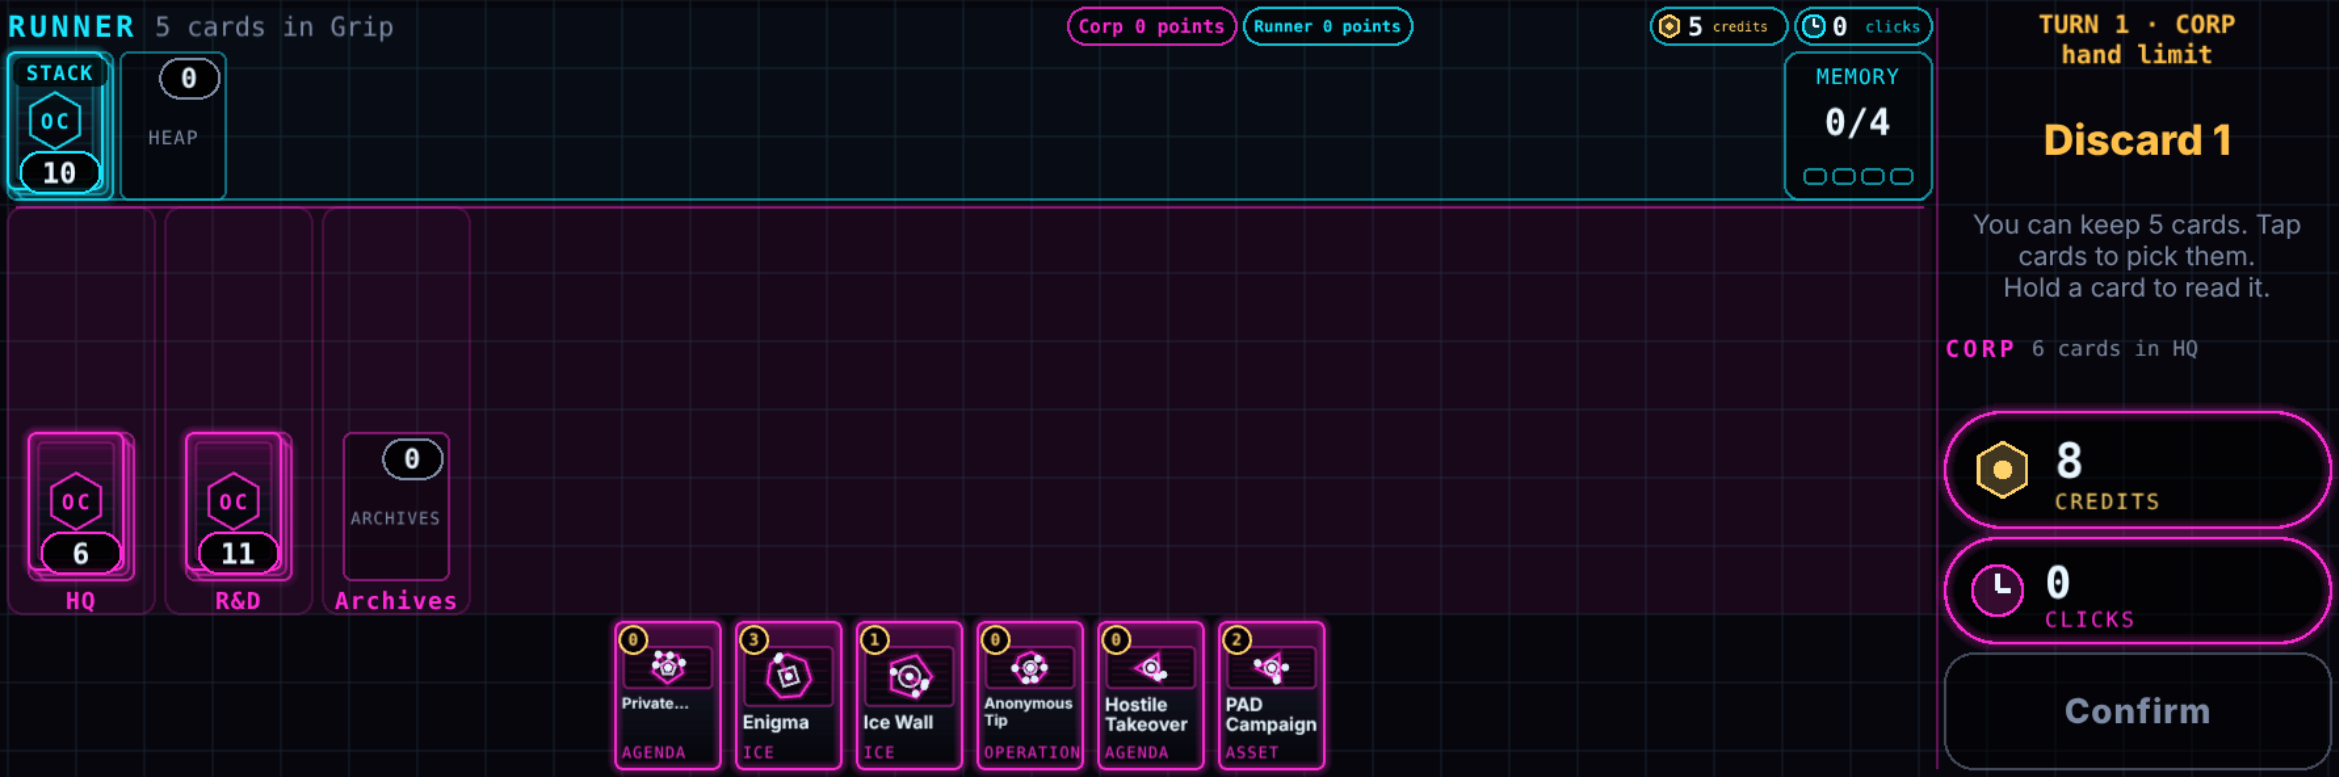 RUNNER 5 cards in Grip
Corp 0 points
Runner 0 points
5 credits
0 clicks
STACK
OC
10
0
HEAP
MEMORY
0/4
TURN 1 · CORP
hand limit
Discard 1
You can keep 5 cards. Tap
cards to pick them.
Hold a card to read it.
CORP 6 cards in HQ
8
CREDITS
0
CLICKS
Confirm
OC
6
HQ
OC
11
R&D
0
ARCHIVES
Archives
0
Private...
AGENDA
3
Enigma
ICE
1
Ice Wall
ICE
0
Anonymous
Tip
OPERATION
0
Hostile
Takeover
AGENDA
2
PAD
Campaign
ASSET